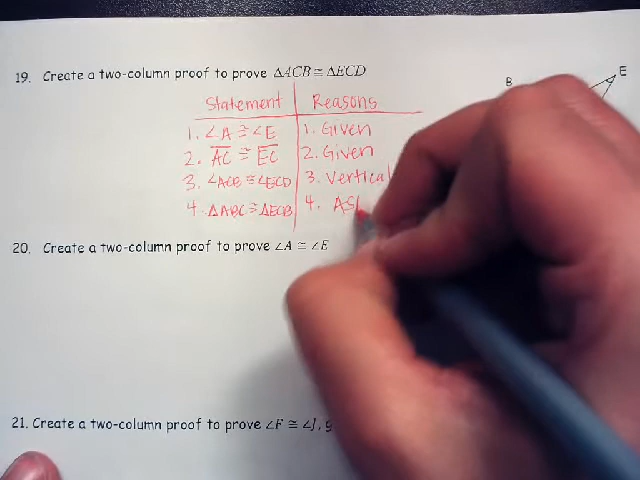 19. Create a two-column proof to prove ΔACB ≅ ΔECD
B
E
Statement Reasons
1. ∠A ≅ ∠E 1. Given
2. AC ≅ EC 2. Given
3. ∠ACB ≅ ∠ECD 3. Vertical
4. ΔABC ≅ ΔECB 4. AS
20. Create a two-column proof to prove ∠A ≅ ∠E
21. Create a two-column proof to prove ∠F ≅ ∠J, g